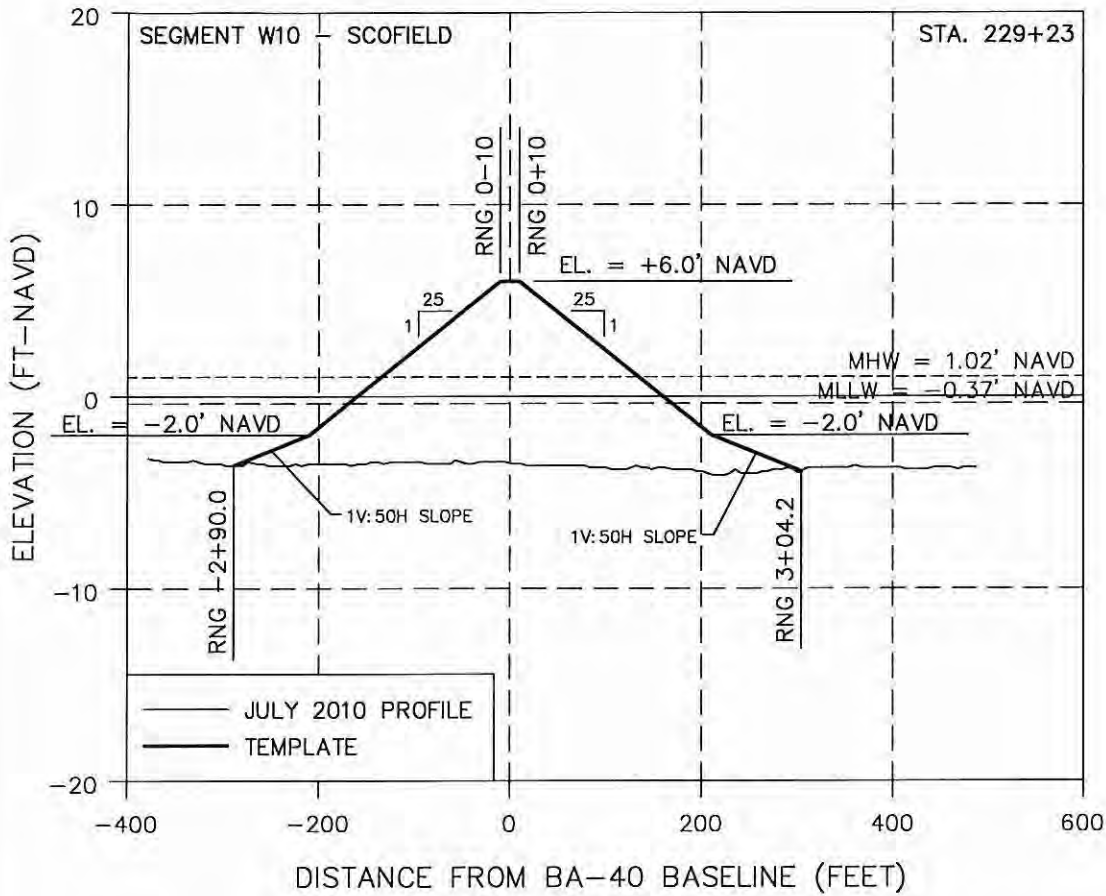 20
SEGMENT W10 – SCOFIELD
STA. 229+23
RNG 0-10
RNG 0+10
10
EL. = +6.0' NAVD
25
1
25
1
MHW = 1.02' NAVD
MLLW = -0.37' NAVD
0
EL. = -2.0' NAVD
EL. = -2.0' NAVD
1V:50H SLOPE
1V:50H SLOPE
RNG -2+90.0
RNG 3+04.2
-10
JULY 2010 PROFILE
TEMPLATE
-20
-400
-200
0
200
400
600
ELEVATION (FT-NAVD)
DISTANCE FROM BA-40 BASELINE (FEET)